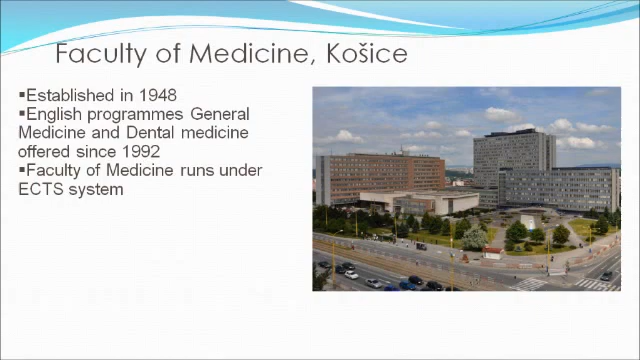 Faculty of Medicine, Košice
▪Established in 1948
▪English programmes General
Medicine and Dental medicine
offered since 1992
▪Faculty of Medicine runs under
ECTS system